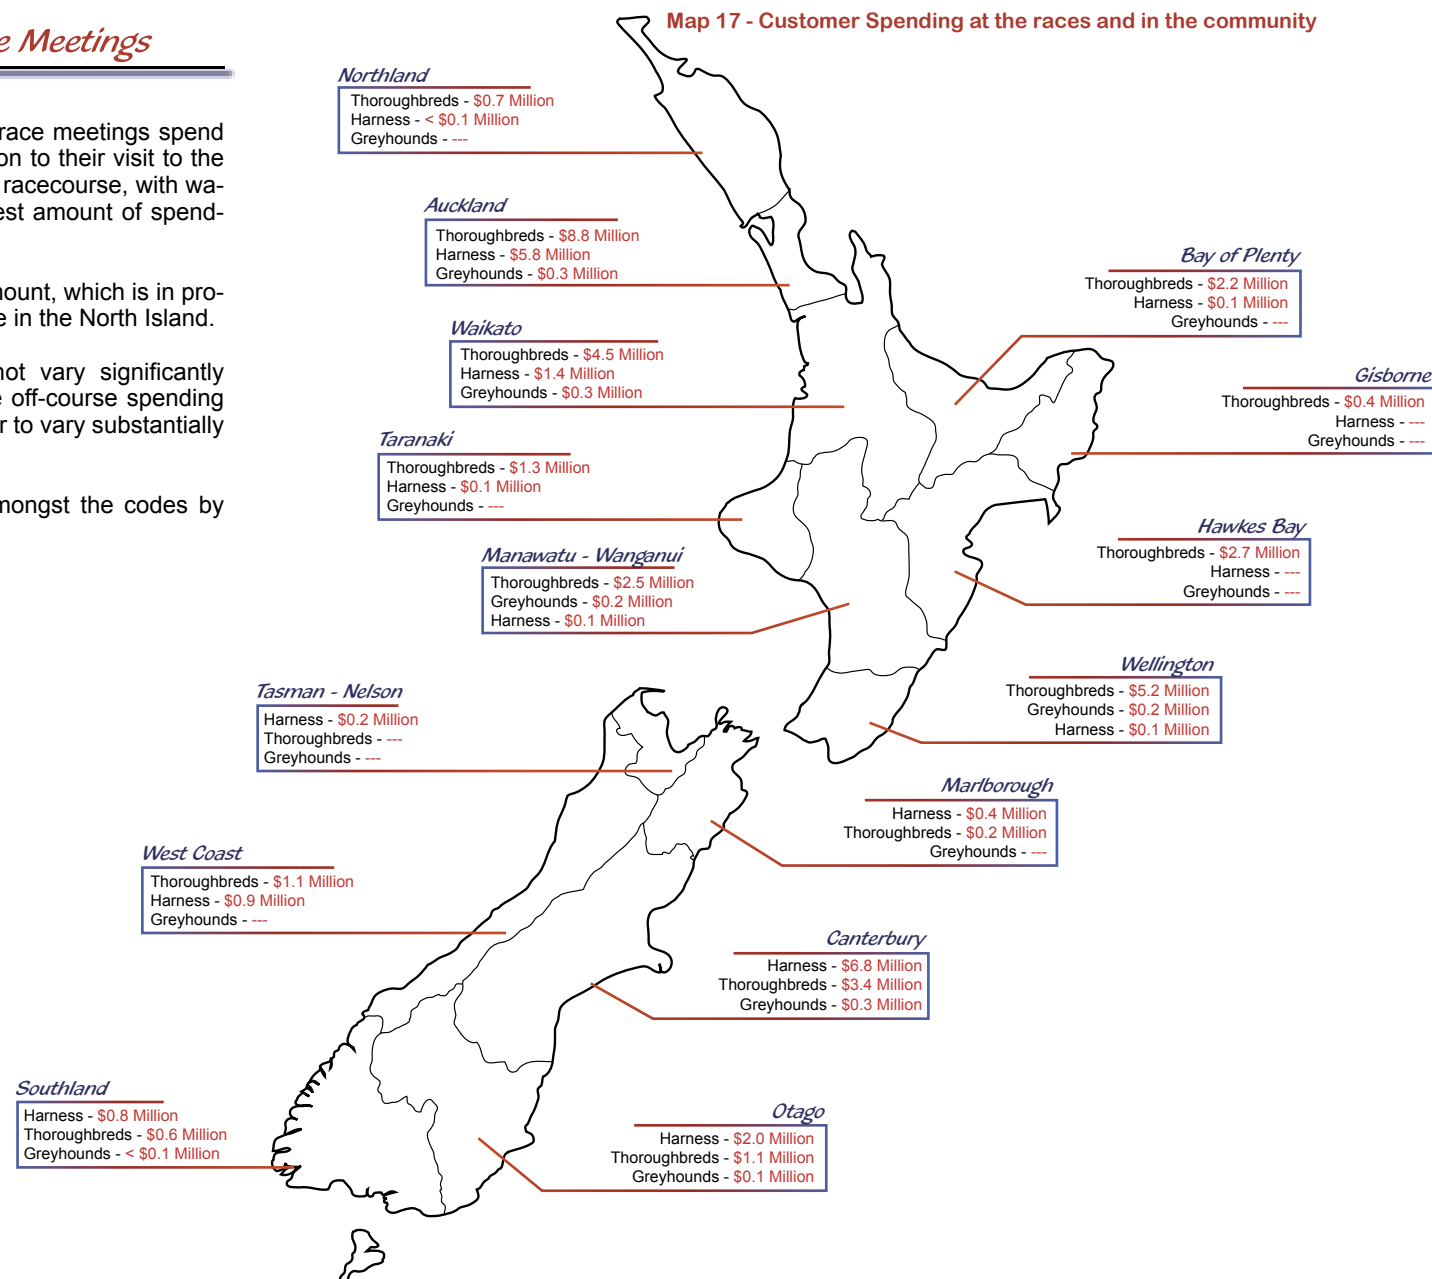 e Meetings
race meetings spend
on to their visit to the
racecourse, with wa-
est amount of spend-
nount, which is in pro-
e in the North Island.
not vary significantly
e off-course spending
r to vary substantially
mongst the codes by
Map 17 - Customer Spending at the races and in the community
Northland
Thoroughbreds - $0.7 Million
Harness - < $0.1 Million
Greyhounds - ---
Auckland
Thoroughbreds - $8.8 Million
Harness - $5.8 Million
Greyhounds - $0.3 Million
Bay of Plenty
Thoroughbreds - $2.2 Million
Harness - $0.1 Million
Greyhounds - ---
Waikato
Thoroughbreds - $4.5 Million
Harness - $1.4 Million
Greyhounds - $0.3 Million
Gisborne
Thoroughbreds - $0.4 Million
Harness - ---
Greyhounds - ---
Taranaki
Thoroughbreds - $1.3 Million
Harness - $0.1 Million
Greyhounds - ---
Hawkes Bay
Thoroughbreds - $2.7 Million
Harness - ---
Greyhounds - ---
Manawatu - Wanganui
Thoroughbreds - $2.5 Million
Greyhounds - $0.2 Million
Harness - $0.1 Million
Wellington
Thoroughbreds - $5.2 Million
Greyhounds - $0.2 Million
Harness - $0.1 Million
Tasman - Nelson
Harness - $0.2 Million
Thoroughbreds - ---
Greyhounds - ---
Marlborough
Harness - $0.4 Million
Thoroughbreds - $0.2 Million
Greyhounds - ---
West Coast
Thoroughbreds - $1.1 Million
Harness - $0.9 Million
Greyhounds - ---
Canterbury
Harness - $6.8 Million
Thoroughbreds - $3.4 Million
Greyhounds - $0.3 Million
Southland
Harness - $0.8 Million
Thoroughbreds - $0.6 Million
Greyhounds - < $0.1 Million
Otago
Harness - $2.0 Million
Thoroughbreds - $1.1 Million
Greyhounds - $0.1 Million